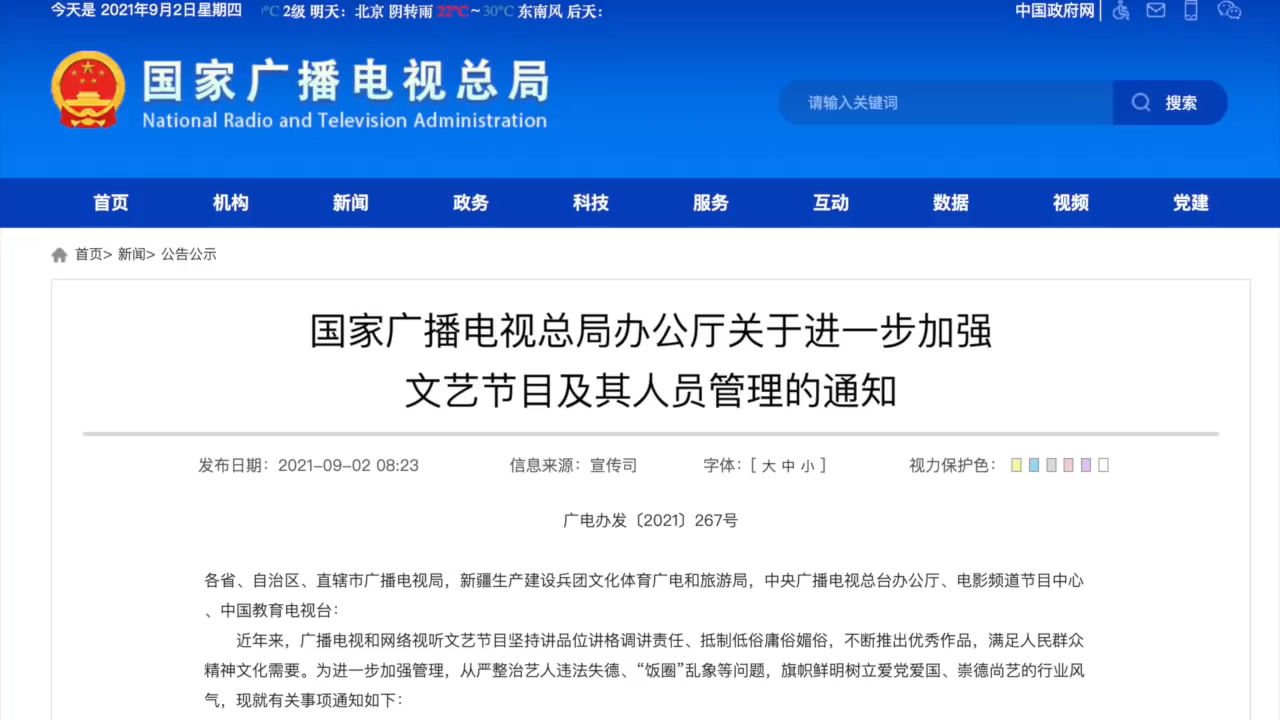 今天是 2021年9月2日星期四 °C 2级 明天：北京 阴转雨 22℃～30℃ 东南风 后天：
中国政府网
国家广播电视总局
National Radio and Television Administration
请输入关键词
搜索
首页 机构 新闻 政务 科技 服务 互动 数据 视频 党建
首页> 新闻> 公告公示
国家广播电视总局办公厅关于进一步加强
文艺节目及其人员管理的通知
发布日期：2021-09-02 08:23 信息来源：宣传司 字体：[ 大 中 小 ] 视力保护色：
广电办发〔2021〕267号
各省、自治区、直辖市广播电视局，新疆生产建设兵团文化体育广电和旅游局，中央广播电视总台办公厅、电影频道节目中心
、中国教育电视台：
近年来，广播电视和网络视听文艺节目坚持讲品位讲格调讲责任、抵制低俗庸俗媚俗，不断推出优秀作品，满足人民群众
精神文化需要。为进一步加强管理，从严整治艺人违法失德、“饭圈”乱象等问题，旗帜鲜明树立爱党爱国、崇德尚艺的行业风
气，现就有关事项通知如下：